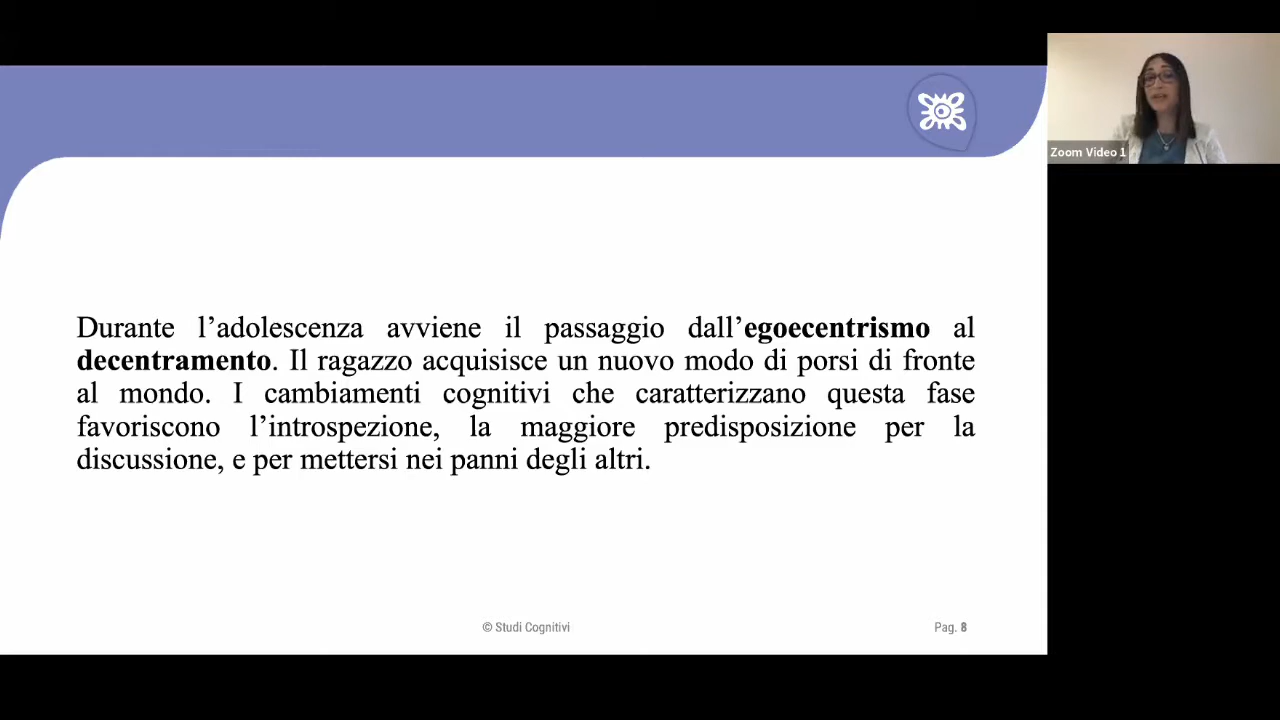 Zoom Video 1
Durante l’adolescenza avviene il passaggio dall’egoecentrismo al
decentramento. Il ragazzo acquisisce un nuovo modo di porsi di fronte
al mondo. I cambiamenti cognitivi che caratterizzano questa fase
favoriscono l’introspezione, la maggiore predisposizione per la
discussione, e per mettersi nei panni degli altri.
© Studi Cognitivi
Pag. 8